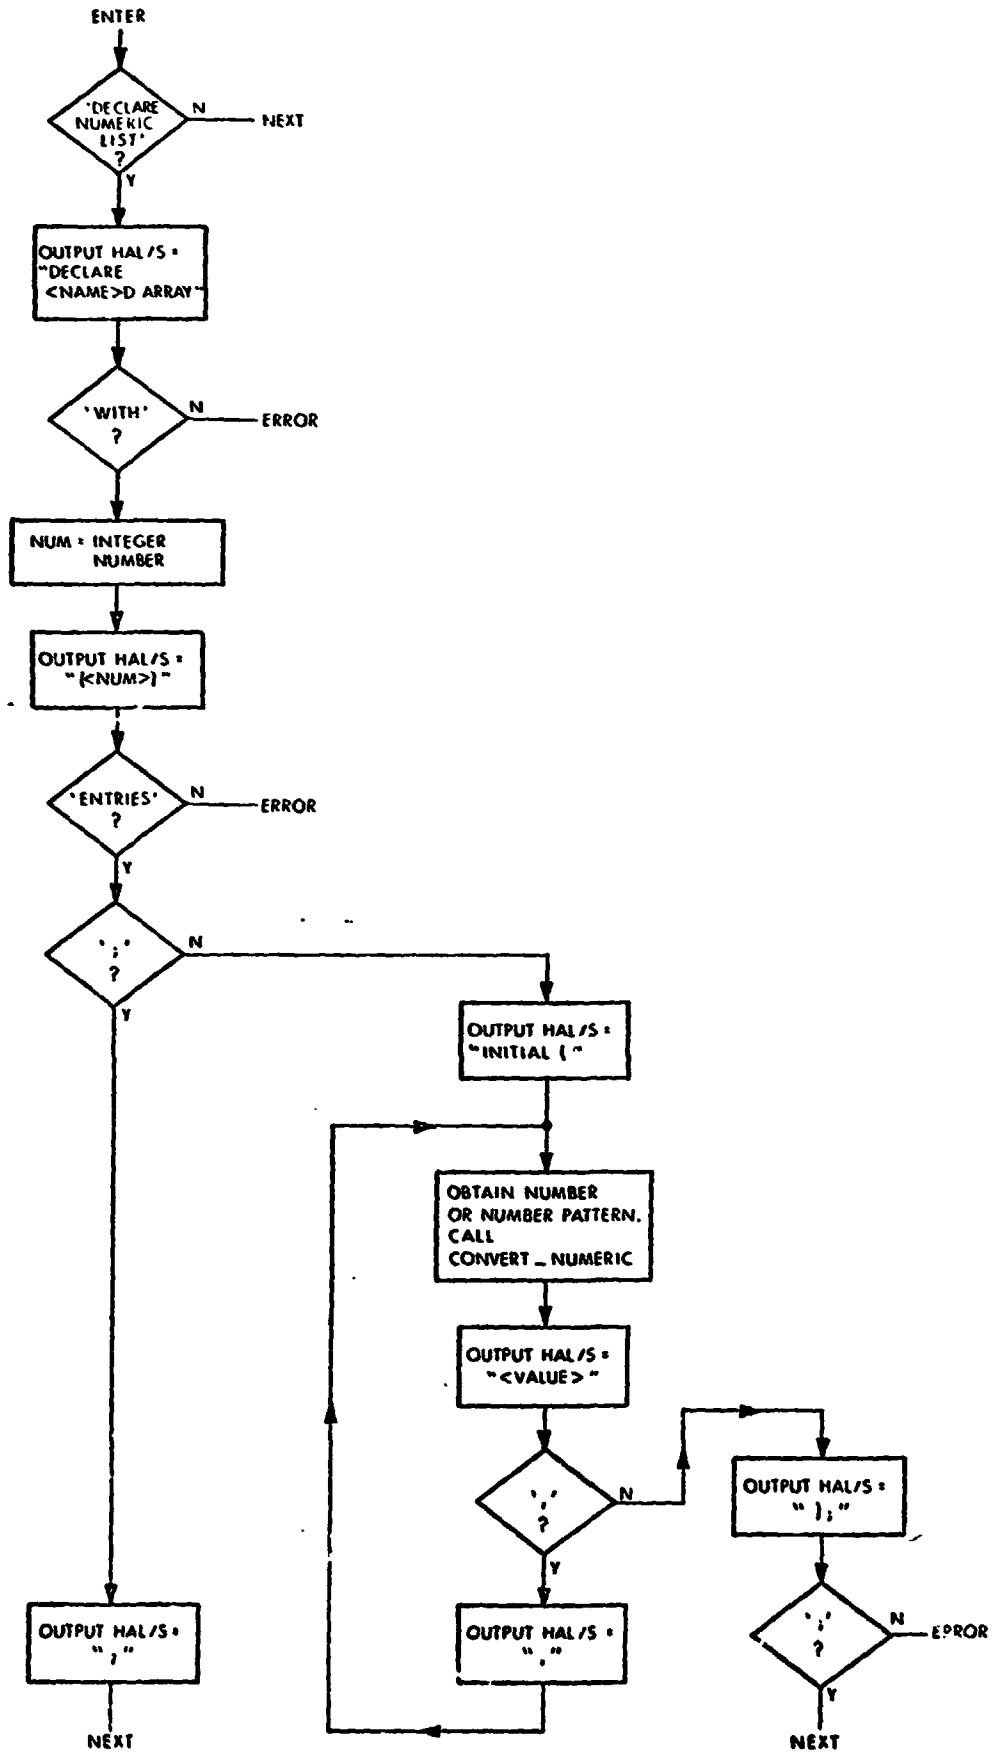 ENTER
'DECLARE
NUMERIC
LIST'
?
N
NEXT
Y
OUTPUT HAL/S =
"DECLARE
<NAME>D ARRAY"
'WITH'
?
N
ERROR
NUM = INTEGER
NUMBER
OUTPUT HAL/S =
"(<NUM>)"
'ENTRIES'
?
N
ERROR
Y
';'
?
N
Y
OUTPUT HAL/S =
"INITIAL ( "
OBTAIN NUMBER
OR NUMBER PATTERN.
CALL
CONVERT_NUMERIC
OUTPUT HAL/S =
"<VALUE>"
','
?
N
Y
OUTPUT HAL/S =
" );"
OUTPUT HAL/S =
";"
OUTPUT HAL/S =
","
';'
?
N
ERROR
Y
NEXT
NEXT